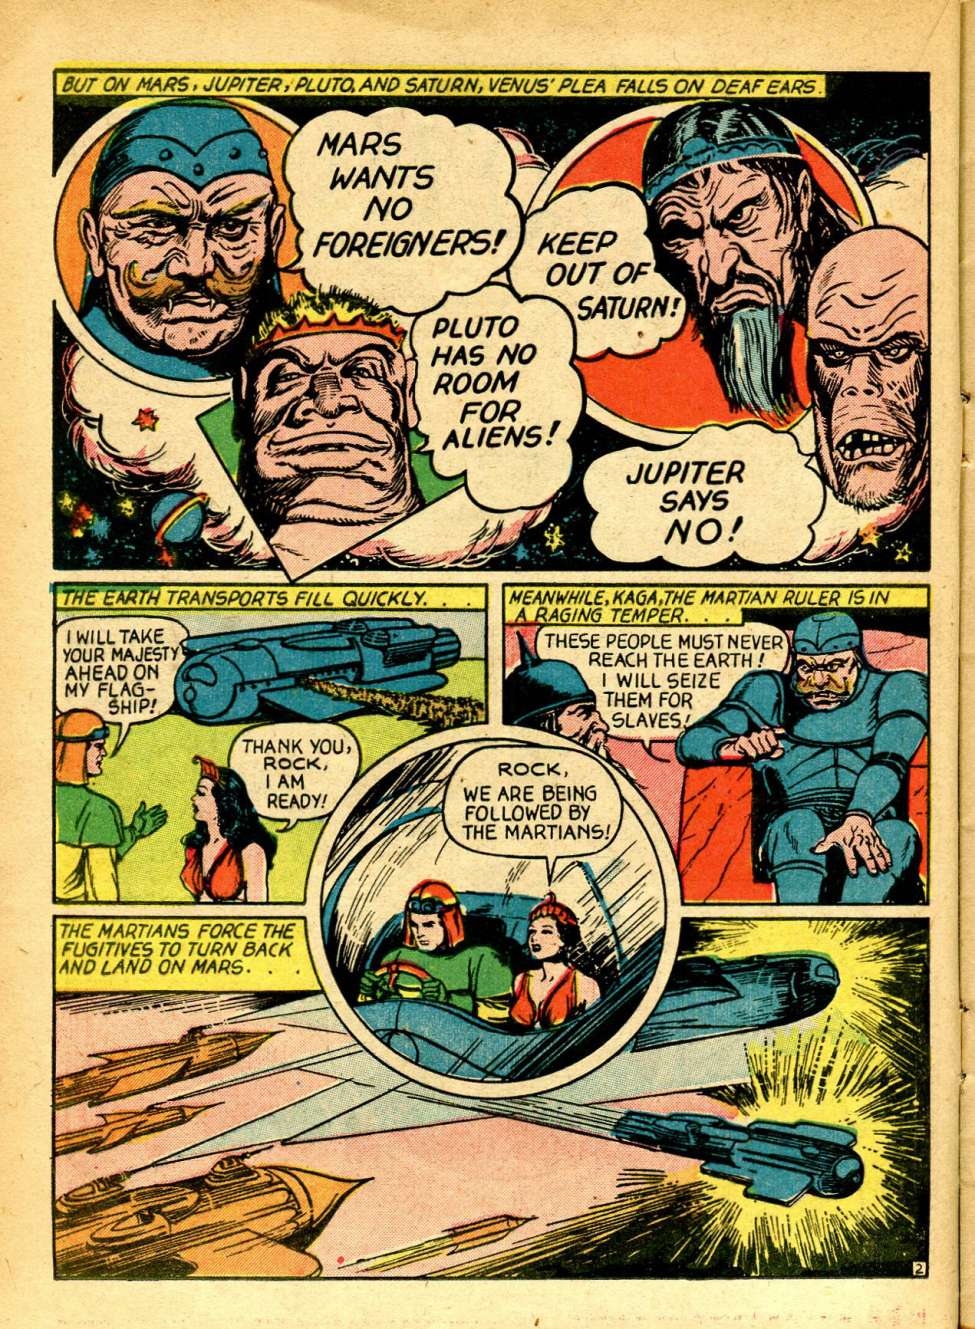 BUT ON MARS, JUPITER, PLUTO, AND SATURN, VENUS' PLEA FALLS ON DEAF EARS.
MARS
WANTS
NO
FOREIGNERS!
KEEP
OUT OF
SATURN!
PLUTO
HAS NO
ROOM
FOR
ALIENS!
JUPITER
SAYS
NO!
THE EARTH TRANSPORTS FILL QUICKLY. . . .
I WILL TAKE
YOUR MAJESTY
AHEAD ON
MY FLAG-
SHIP!
THANK YOU,
ROCK,
I AM
READY!
MEANWHILE, KAGA, THE MARTIAN RULER IS IN
A RAGING TEMPER. . . .
THESE PEOPLE MUST NEVER
REACH THE EARTH!
I WILL SEIZE
THEM FOR
SLAVES!
ROCK,
WE ARE BEING
FOLLOWED BY
THE MARTIANS!
THE MARTIANS FORCE THE
FUGITIVES TO TURN BACK
AND LAND ON MARS. . . .
2